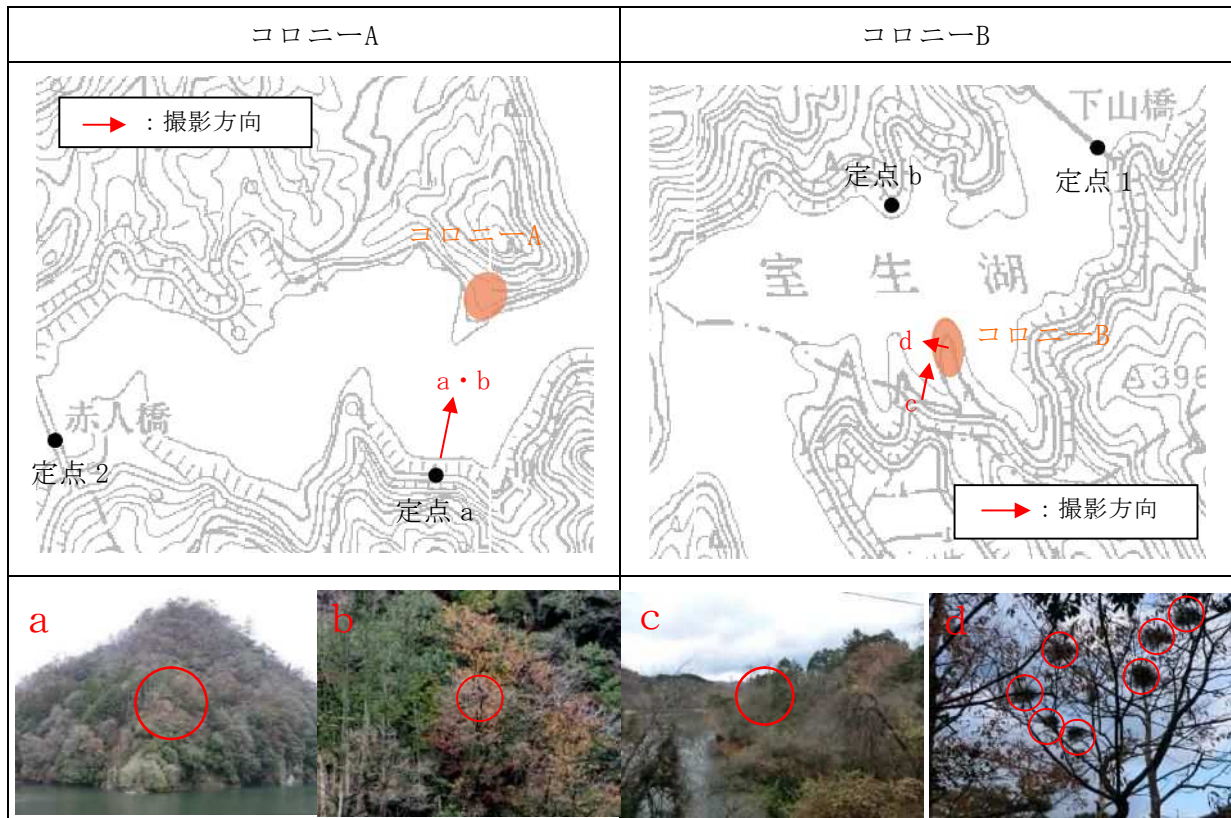 コロニーA
コロニーB
→ : 撮影方向
コロニーA
a・b
赤人橋
定点 2
定点 a
下山橋
定点 b
定点 1
室生湖
d
コロニーB
c
△396
→ : 撮影方向
a
b
c
d